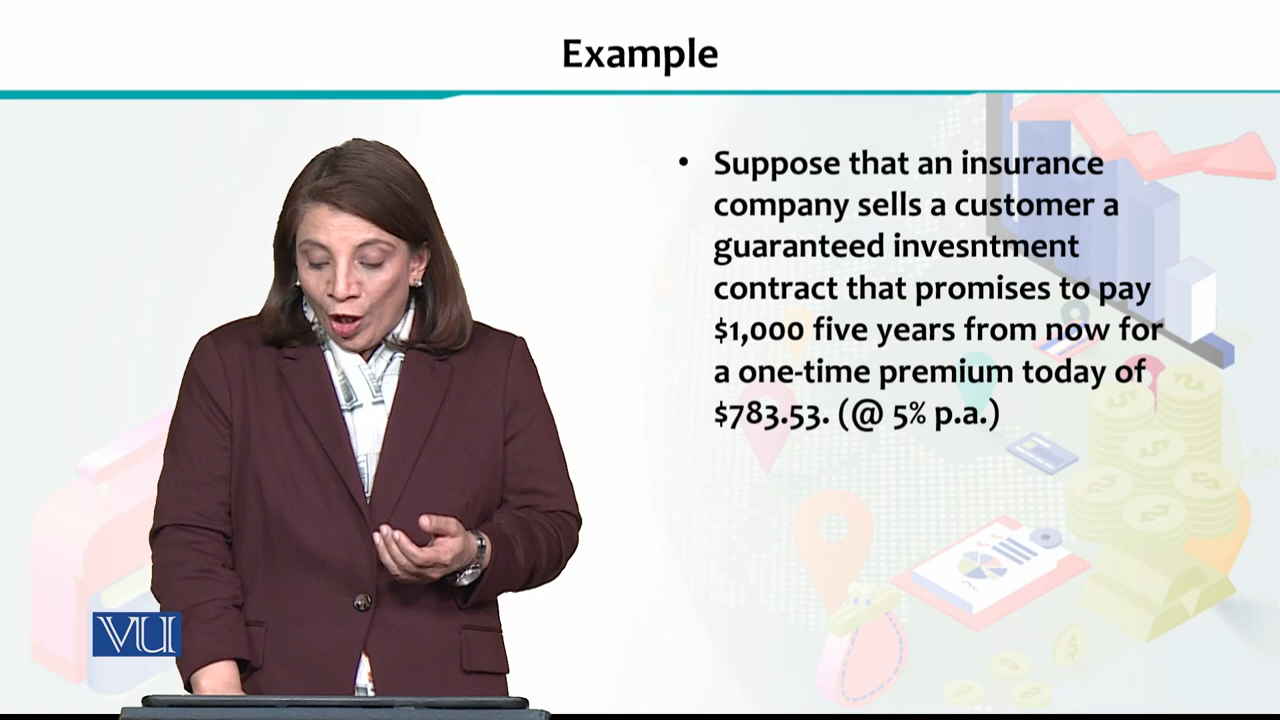 Example
• Suppose that an insurance
company sells a customer a
guaranteed invesntment
contract that promises to pay
$1,000 five years from now for
a one-time premium today of
$783.53. (@ 5% p.a.)
VU